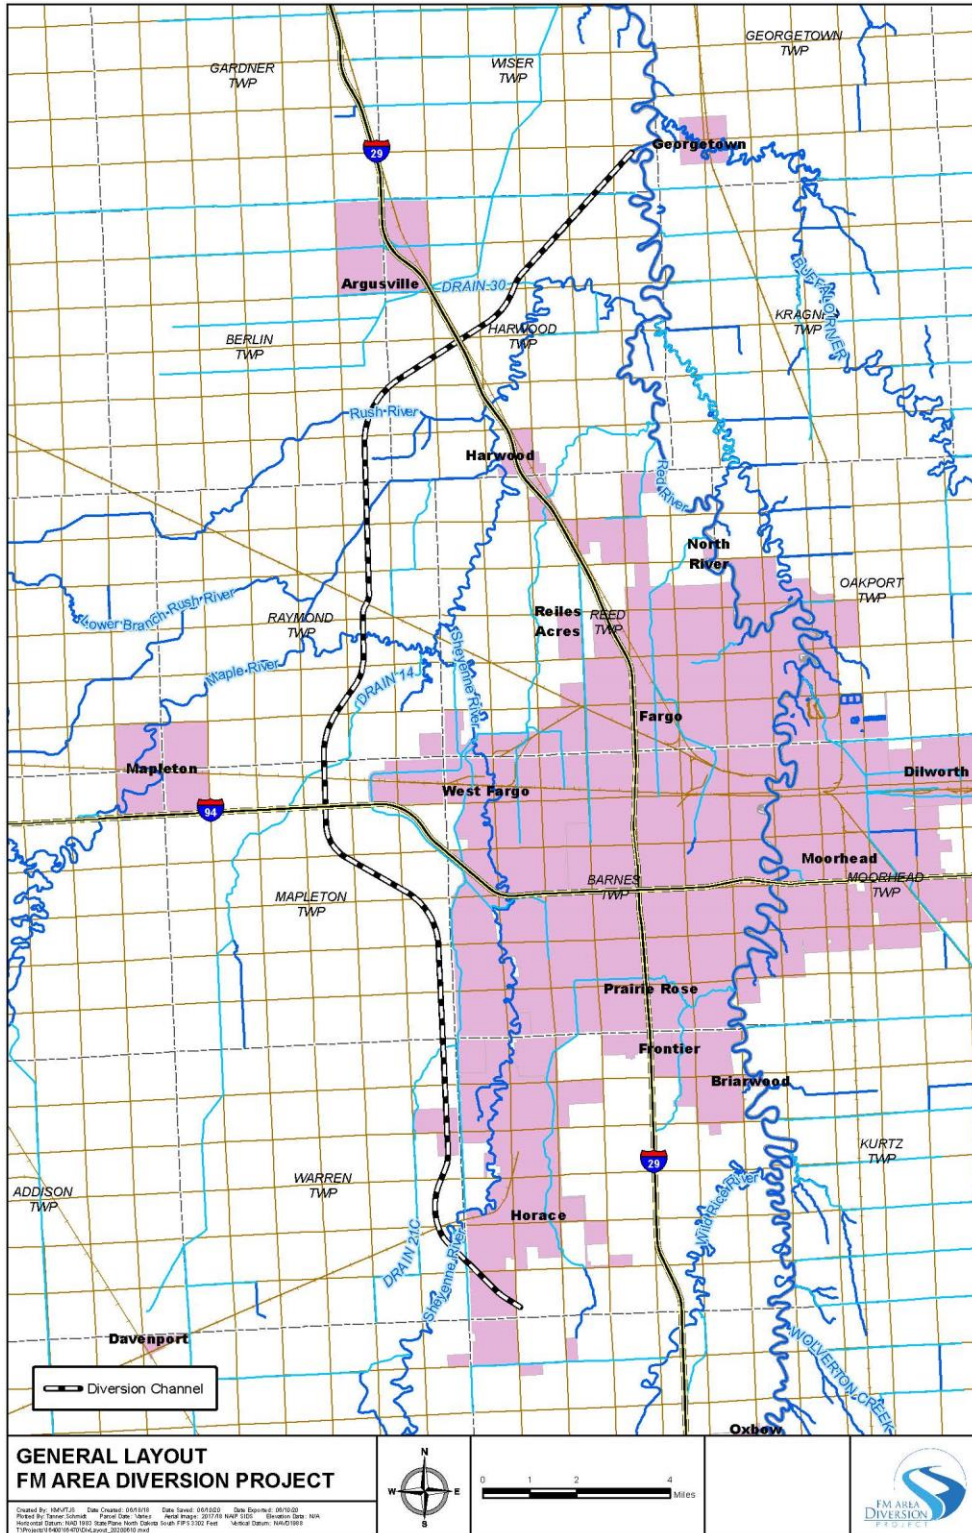 GEORGETOWN
TWP
GARDNER
TWP
WISER
TWP
29
Georgetown
Argusville
DRAIN 30
BUFFALO RIVER
KRAGN
TWP
HARWOOD
TWP
BERLIN
TWP
Rush River
Harwood
Red River
North
River
OAKPORT
TWP
Lower Branch Rush River
RAYMOND
TWP
Reiles
Acres
REED
TWP
Sheyenne River
Maple River
DRAIN 14
Fargo
Mapleton
West Fargo
Dilworth
94
Moorhead
MOORHEAD
TWP
BARNES
TWP
MAPLETON
TWP
Prairie Rose
Frontier
Briarwood
KURTZ
TWP
29
WARREN
TWP
ADDISON
TWP
Wild Rice River
Horace
DRAIN 21C
Sheyenne River
Davenport
WOLVERTON CREEK
Oxbow
Diversion Channel
GENERAL LAYOUT
FM AREA DIVERSION PROJECT
N
W E
S
0 1 2 4
Miles
FM AREA
DIVERSION
PROJECT